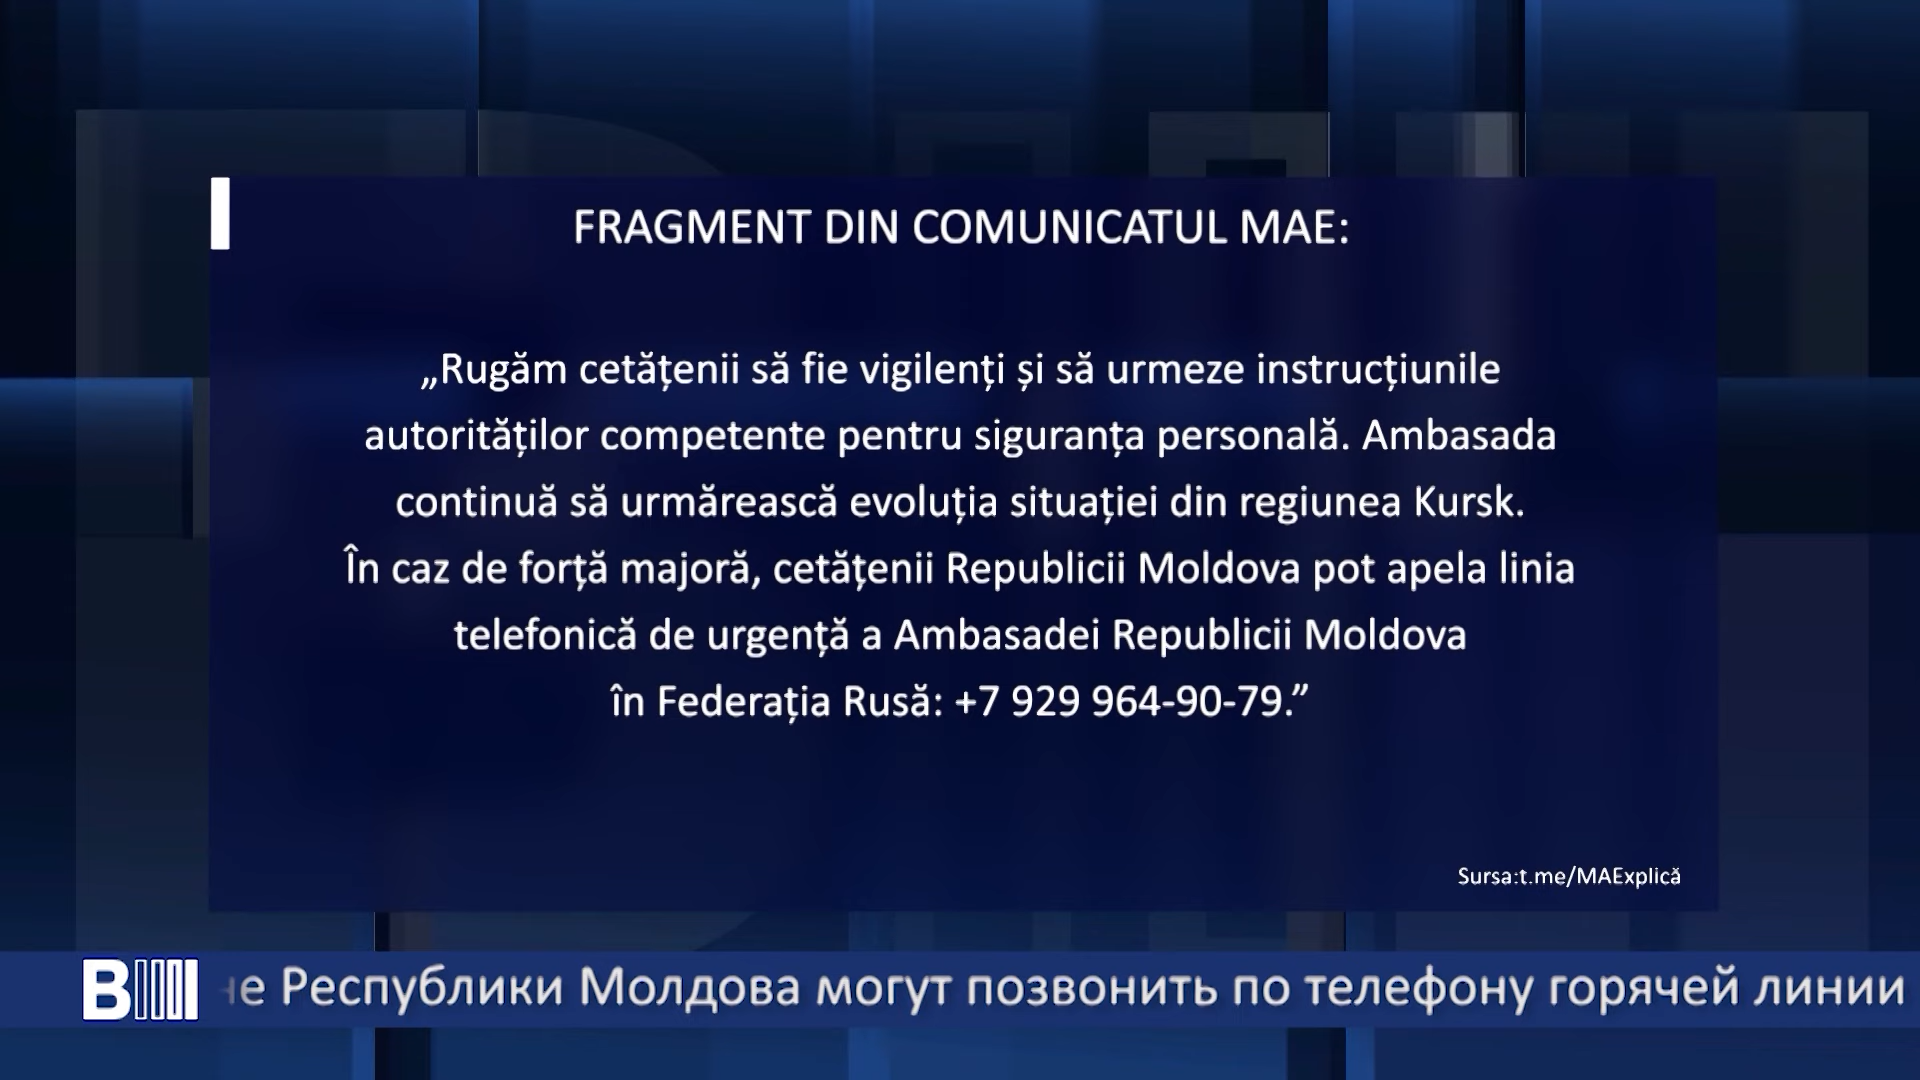 FRAGMENT DIN COMUNICATUL MAE:
„Rugăm cetățenii să fie vigilenți și să urmeze instrucțiunile
autorităților competente pentru siguranța personală. Ambasada
continuă să urmărească evoluția situației din regiunea Kursk.
În caz de forță majoră, cetățenii Republicii Moldova pot apela linia
telefonică de urgență a Ambasadei Republicii Moldova
în Federația Rusă: +7 929 964-90-79.”
Sursa:t.me/MAExplică
B Республики Молдова могут позвонить по телефону горячей линии